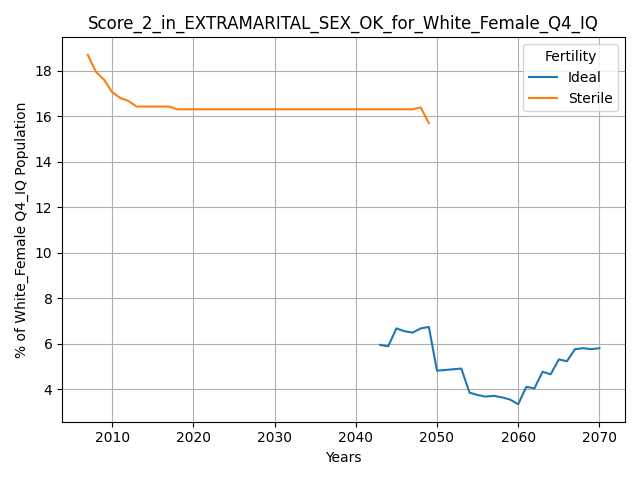 Score_2_in_EXTRAMARITAL_SEX_OK_for_White_Female_Q4_IQ
Fertility
Ideal
Sterile
% of White_Female Q4_IQ Population
18
16
14
12
10
8
6
4
2010 2020 2030 2040 2050 2060 2070
Years